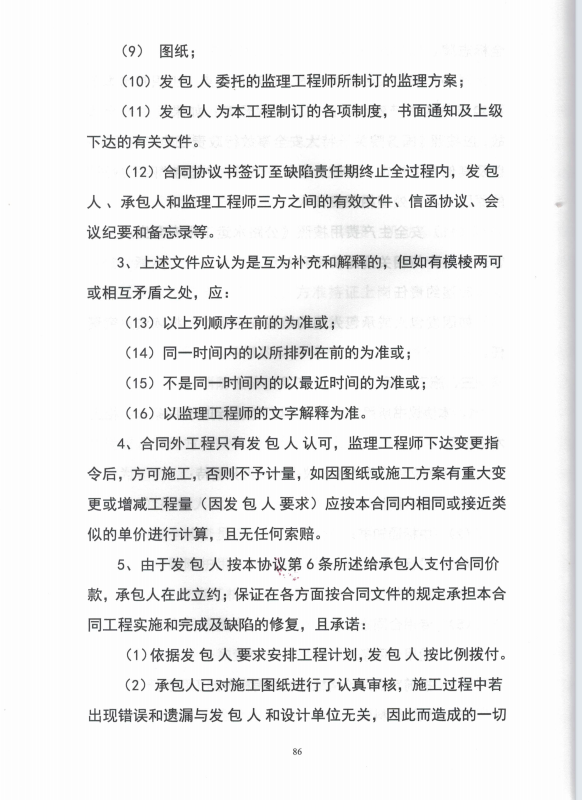 （9） 图纸；
（10）发 包 人 委托的监理工程师所制订的监理方案；
（11）发 包 人 为本工程制订的各项制度，书面通知及上级
下达的有关文件。
（12）合同协议书签订至缺陷责任期终止全过程内，发 包
人 、承包人和监理工程师三方之间的有效文件、信函协议、会
议纪要和备忘录等。
3、上述文件应认为是互为补充和解释的，但如有模棱两可
或相互矛盾之处，应：
（13）以上列顺序在前的为准或；
（14）同一时间内的以所排列在前的为准或；
（15）不是同一时间内的以最近时间的为准或；
（16）以监理工程师的文字解释为准。
4、合同外工程只有发 包 人 认可，监理工程师下达变更指
令后，方可施工，否则不予计量，如因图纸或施工方案有重大变
更或增减工程量（因发 包 人 要求）应按本合同内相同或接近类
似的单价进行计算，且无任何索赔。
5、由于发 包 人 按本协议第 6 条所述给承包人支付合同价
款，承包人在此立约；保证在各方面按合同文件的规定承担本合
同工程实施和完成及缺陷的修复，且承诺：
（1）依据发 包 人 要求安排工程计划，发 包 人 按比例拨付。
（2）承包人已对施工图纸进行了认真审核，施工过程中若
出现错误和遗漏与发 包 人 和设计单位无关，因此而造成的一切
86